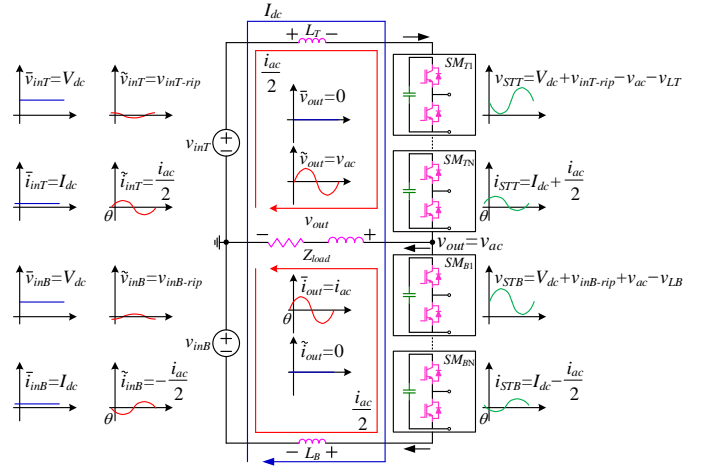 I_dc
+ L_T −
v̄_inT=V_dc
ṽ_inT=v_inT-rip
i_ac/2
SM_T1
v_STT=V_dc+v_inT-rip−v_ac−v_LT
v̄_out=0
v_inT
+
−
SM_TN
ṽ_out=v_ac
ī_inT=I_dc
ĩ_inT=i_ac/2
i_STT=I_dc+i_ac/2
θ
v_out
− +
v_out=v_ac
Z_load
v̄_inB=V_dc
ṽ_inB=v_inB-rip
SM_B1
v_STB=V_dc+v_inB-rip+v_ac−v_LB
ī_out=i_ac
θ
v_inB
+
−
ĩ_out=0
SM_BN
ī_inB=I_dc
ĩ_inB=−i_ac/2
i_STB=I_dc−i_ac/2
θ
i_ac/2
− L_B +